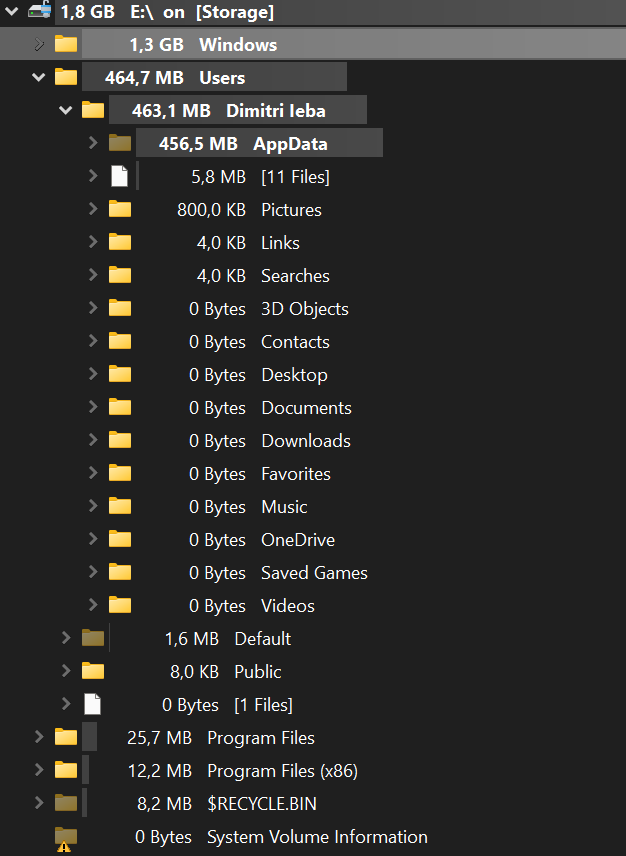 1,8 GB E:\ on [Storage]
1,3 GB Windows
464,7 MB Users
463,1 MB Dimitri Ieba
456,5 MB AppData
5,8 MB [11 Files]
800,0 KB Pictures
4,0 KB Links
4,0 KB Searches
0 Bytes 3D Objects
0 Bytes Contacts
0 Bytes Desktop
0 Bytes Documents
0 Bytes Downloads
0 Bytes Favorites
0 Bytes Music
0 Bytes OneDrive
0 Bytes Saved Games
0 Bytes Videos
1,6 MB Default
8,0 KB Public
0 Bytes [1 Files]
25,7 MB Program Files
12,2 MB Program Files (x86)
8,2 MB $RECYCLE.BIN
0 Bytes System Volume Information